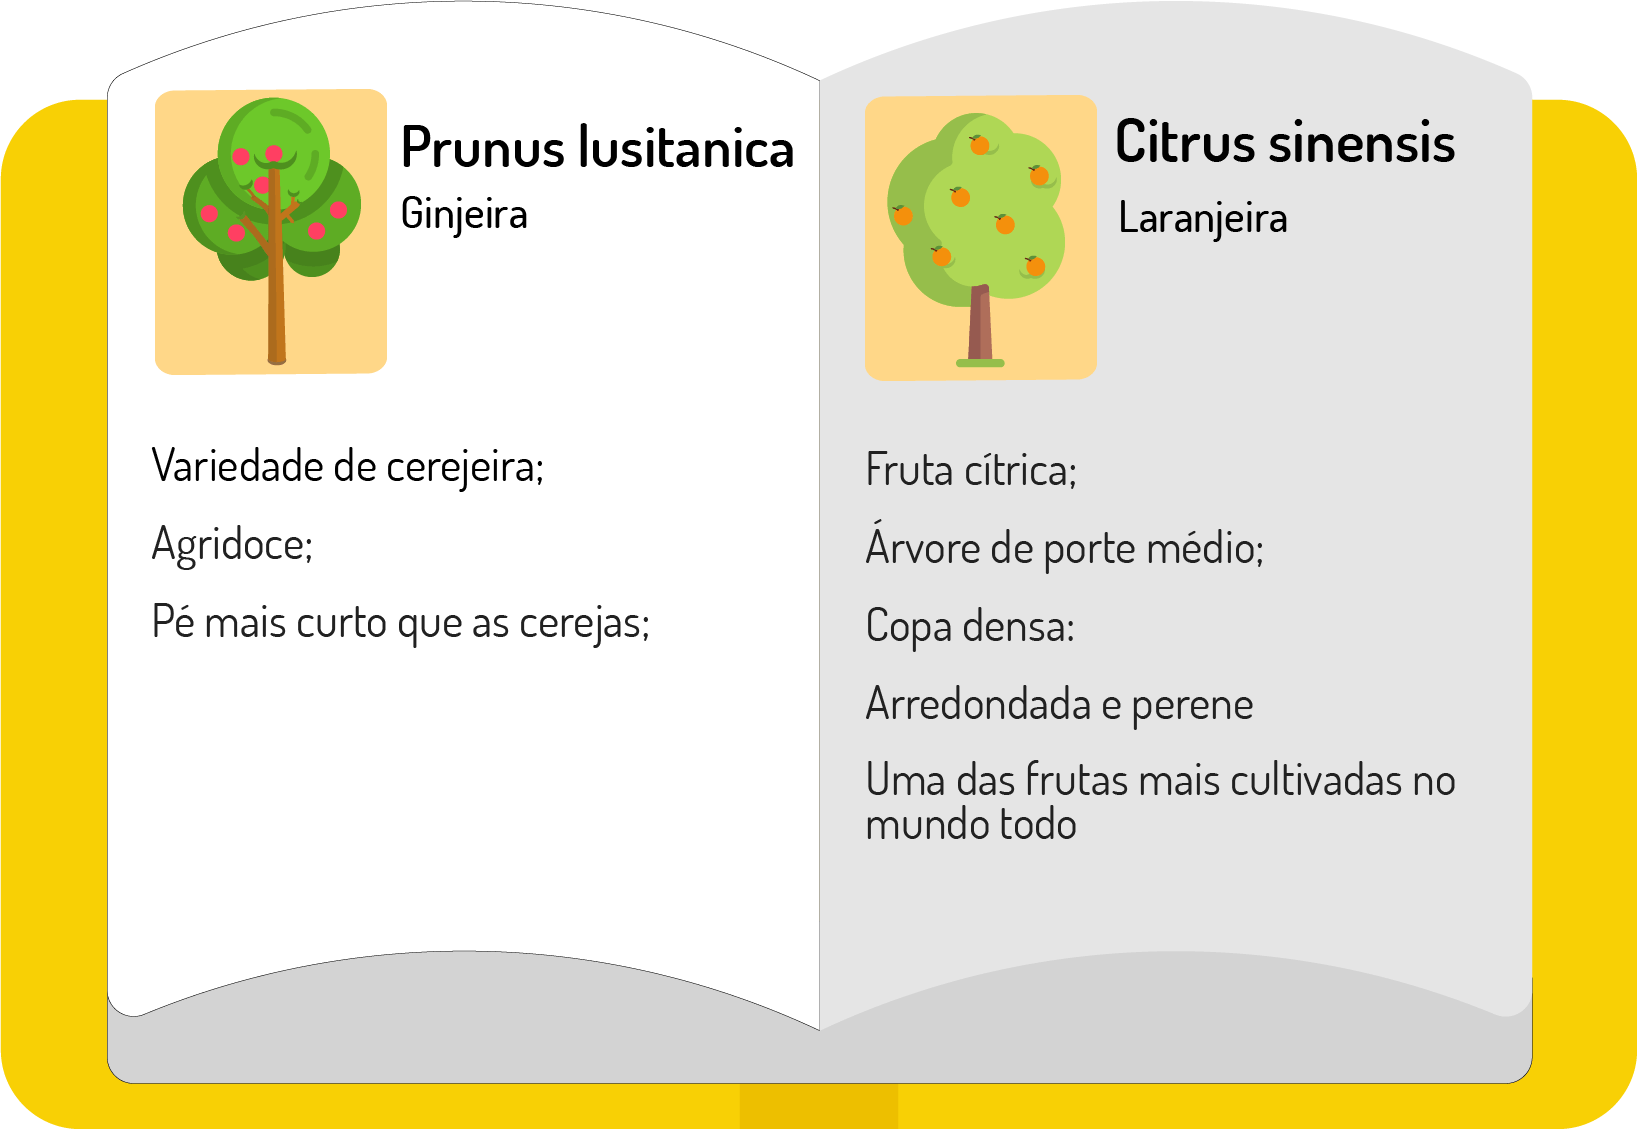 Prunus lusitanica
Ginjeira
Variedade de cerejeira;
Agridoce;
Pé mais curto que as cerejas;
Citrus sinensis
Laranjeira
Fruta cítrica;
Árvore de porte médio;
Copa densa:
Arredondada e perene
Uma das frutas mais cultivadas no
mundo todo